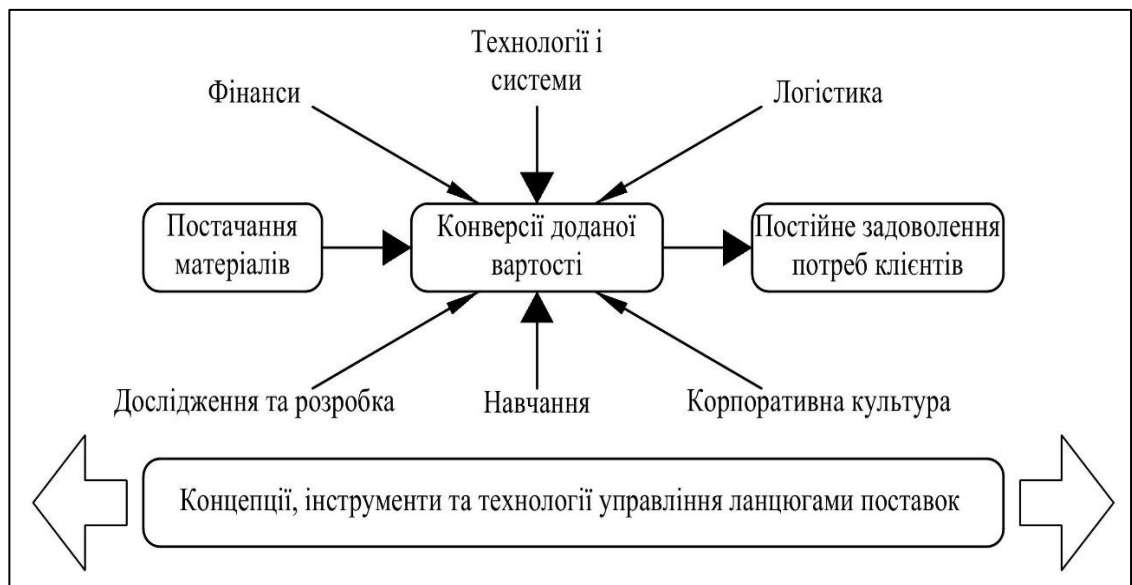 Технології і
системи
Фінанси
Логістика
Постачання
матеріалів
Конверсії доданої
вартості
Постійне задоволення
потреб клієнтів
Дослідження та розробка
Навчання
Корпоративна культура
Концепції, інструменти та технології управління ланцюгами поставок